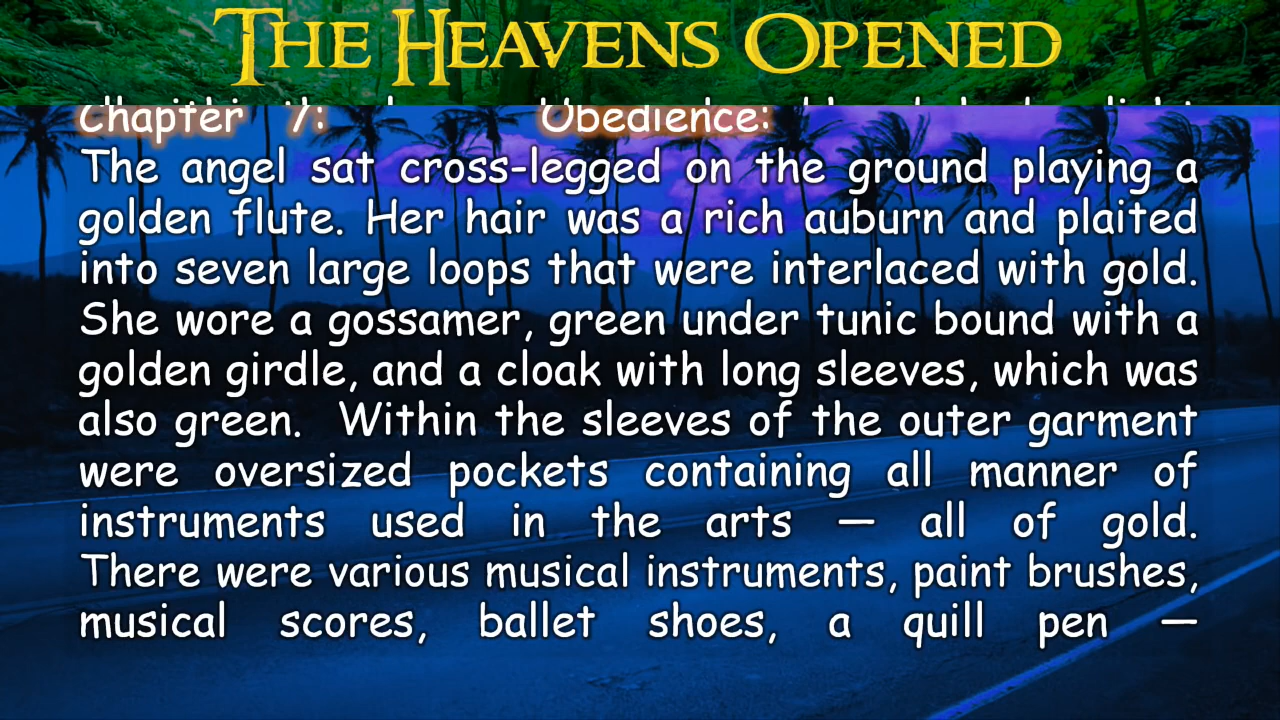 THE HEAVENS OPENED
Chapter 7: Obedience:
The angel sat cross-legged on the ground playing a
golden flute. Her hair was a rich auburn and plaited
into seven large loops that were interlaced with gold.
She wore a gossamer, green under tunic bound with a
golden girdle, and a cloak with long sleeves, which was
also green. Within the sleeves of the outer garment
were oversized pockets containing all manner of
instruments used in the arts — all of gold.
There were various musical instruments, paint brushes,
musical scores, ballet shoes, a quill pen —